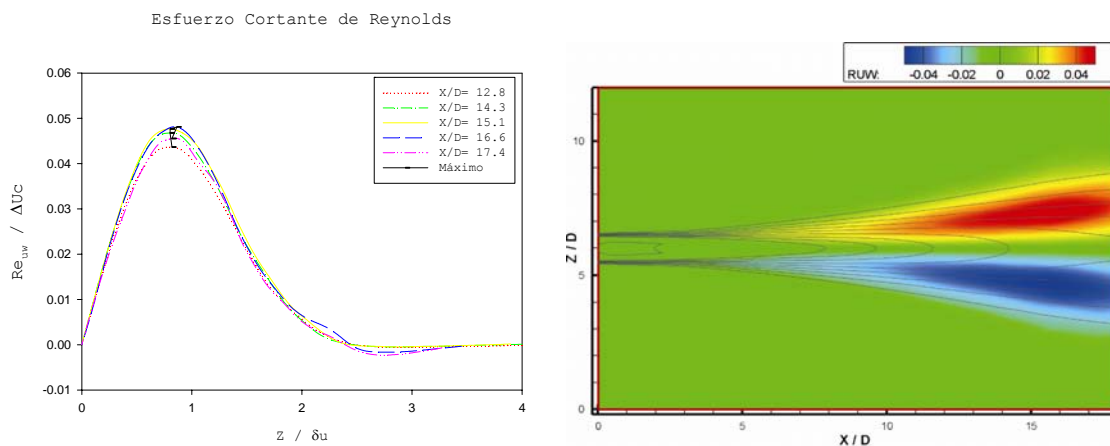 Esfuerzo Cortante de Reynolds
0.06
0.05
0.04
0.03
0.02
0.01
0.00
-0.01
Re_uw / ΔUc
X/D= 12.8
X/D= 14.3
X/D= 15.1
X/D= 16.6
X/D= 17.4
Máximo
0 1 2 3 4
Z / δu
RUW: -0.04 -0.02 0 0.02 0.04
10
5
0
Z / D
0 5 10 15
X / D